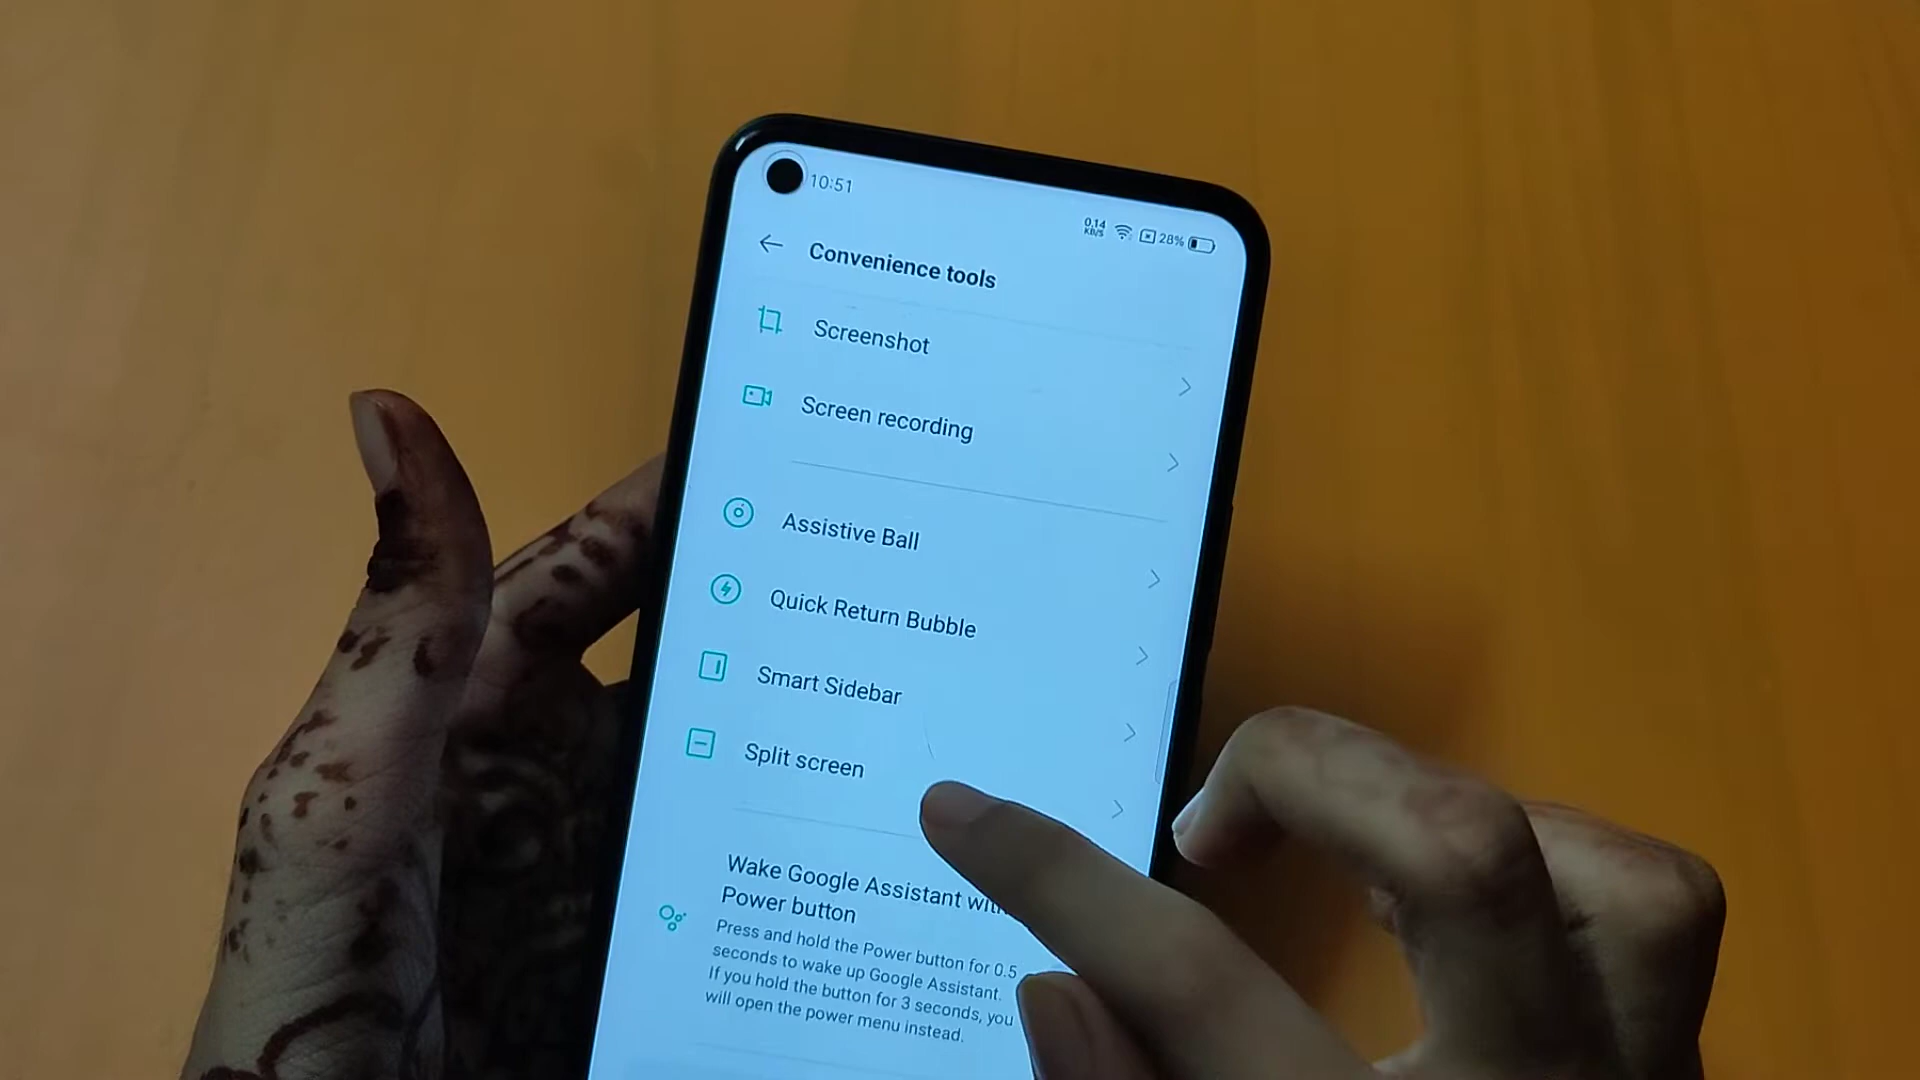 10:51
0.14
KB/S
28%
Convenience tools
Screenshot
Screen recording
Assistive Ball
Quick Return Bubble
Smart Sidebar
Split screen
Wake Google Assistant with
Power button
Press and hold the Power button for 0.5
seconds to wake up Google Assistant.
If you hold the button for 3 seconds, you
will open the power menu instead.